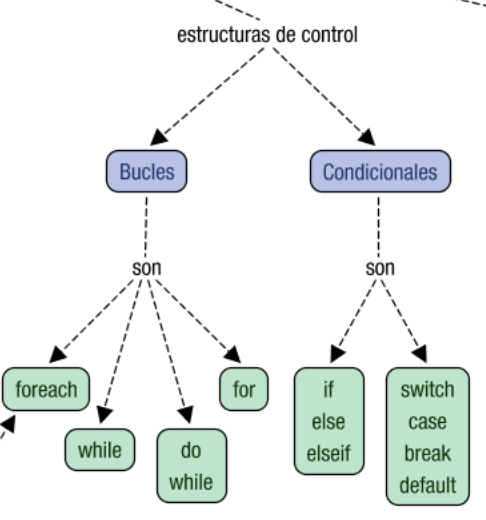 estructuras de control
Bucles
Condicionales
son
son
foreach
for
while
do
while
if
else
elseif
switch
case
break
default